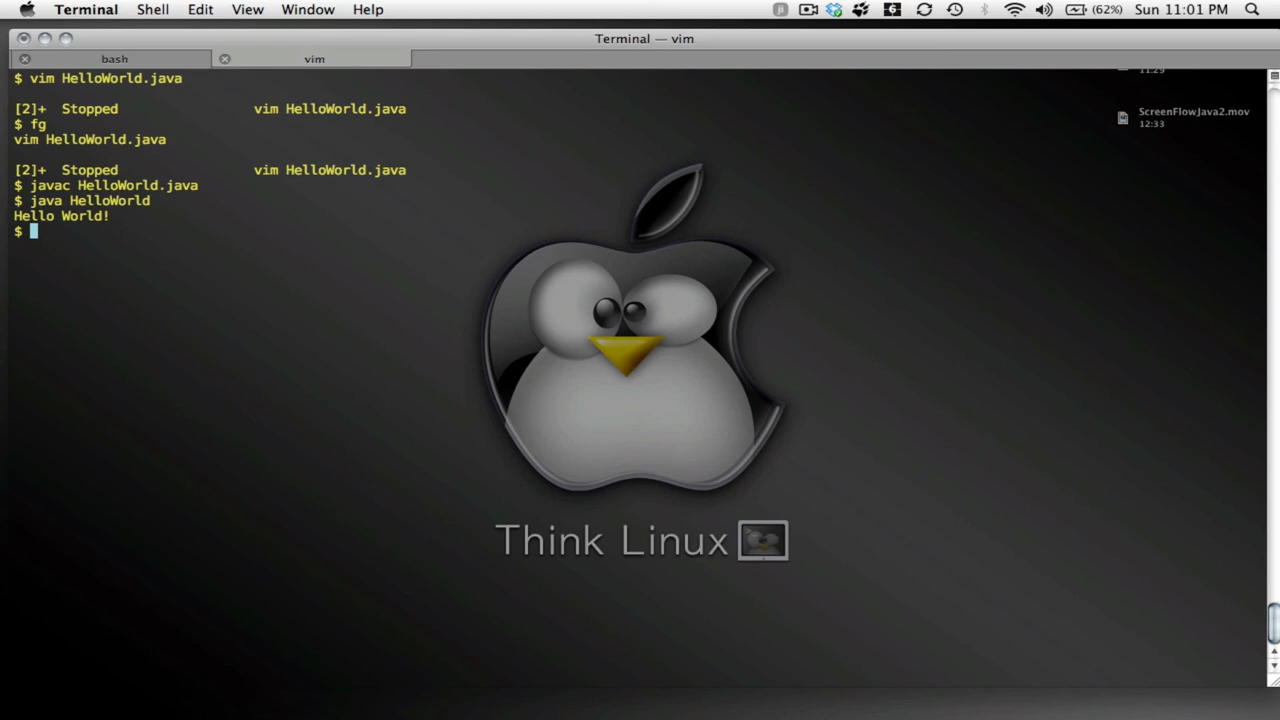 Terminal Shell Edit View Window Help (62%) Sun 11:01 PM
Terminal — vim
bash vim
$ vim HelloWorld.java
11:29
[2]+  Stopped                 vim HelloWorld.java
ScreenFlowJava2.mov
12:33
$ fg
vim HelloWorld.java
[2]+  Stopped                 vim HelloWorld.java
$ javac HelloWorld.java
$ java HelloWorld
Hello World!
$
Think Linux